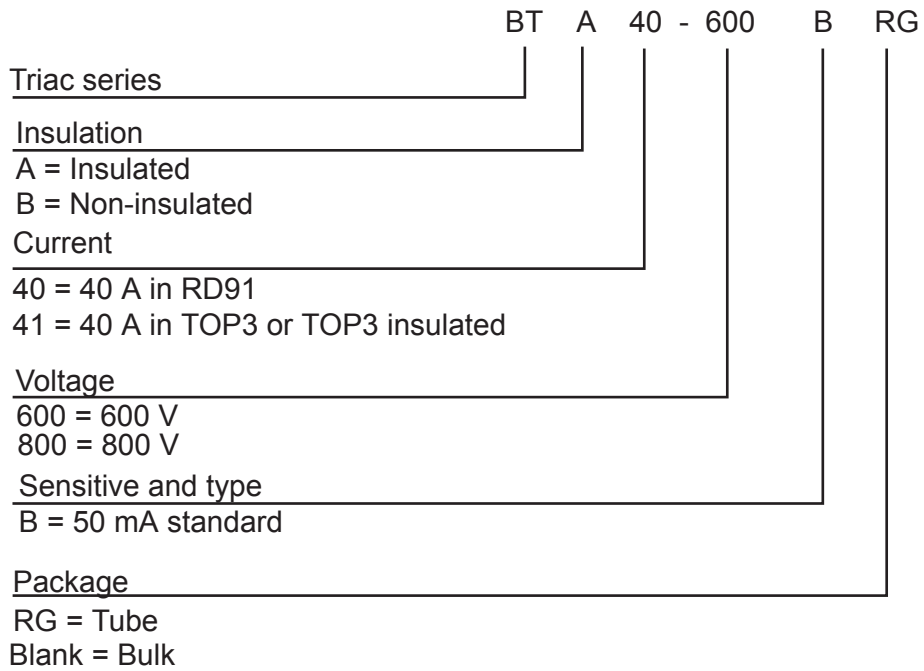 BT A 40 - 600 B RG
Triac series
Insulation
A = Insulated
B = Non-insulated
Current
40 = 40 A in RD91
41 = 40 A in TOP3 or TOP3 insulated
Voltage
600 = 600 V
800 = 800 V
Sensitive and type
B = 50 mA standard
Package
RG = Tube
Blank = Bulk